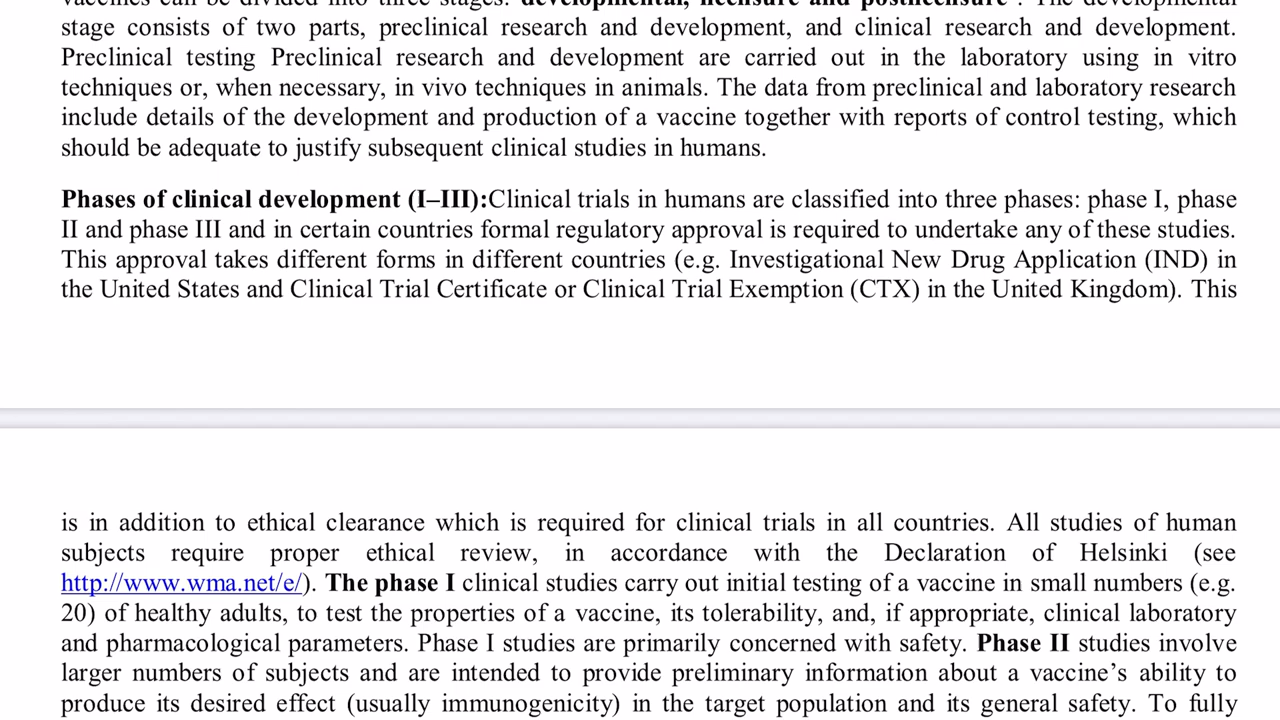 vaccines can be divided into three stages: developmental, licensure and postlicensure . The developmental
stage consists of two parts, preclinical research and development, and clinical research and development.
Preclinical testing Preclinical research and development are carried out in the laboratory using in vitro
techniques or, when necessary, in vivo techniques in animals. The data from preclinical and laboratory research
include details of the development and production of a vaccine together with reports of control testing, which
should be adequate to justify subsequent clinical studies in humans.
Phases of clinical development (I–III):Clinical trials in humans are classified into three phases: phase I, phase
II and phase III and in certain countries formal regulatory approval is required to undertake any of these studies.
This approval takes different forms in different countries (e.g. Investigational New Drug Application (IND) in
the United States and Clinical Trial Certificate or Clinical Trial Exemption (CTX) in the United Kingdom). This
is in addition to ethical clearance which is required for clinical trials in all countries. All studies of human
subjects require proper ethical review, in accordance with the Declaration of Helsinki (see
http://www.wma.net/e/). The phase I clinical studies carry out initial testing of a vaccine in small numbers (e.g.
20) of healthy adults, to test the properties of a vaccine, its tolerability, and, if appropriate, clinical laboratory
and pharmacological parameters. Phase I studies are primarily concerned with safety. Phase II studies involve
larger numbers of subjects and are intended to provide preliminary information about a vaccine’s ability to
produce its desired effect (usually immunogenicity) in the target population and its general safety. To fully